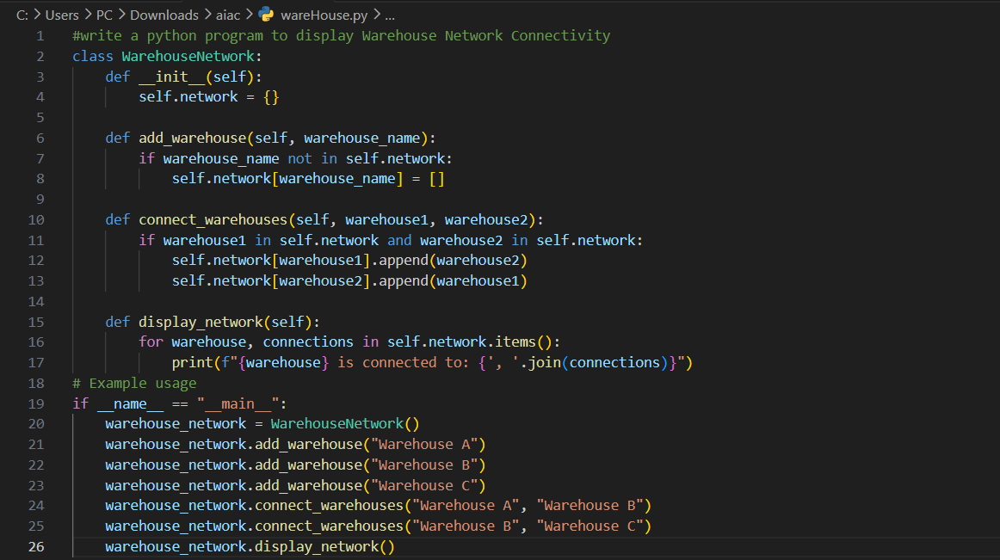 C: > Users > PC > Downloads > aiac > wareHouse.py > ...
1 #write a python program to display Warehouse Network Connectivity
2 class WarehouseNetwork:
3     def __init__(self):
4         self.network = {}
5
6     def add_warehouse(self, warehouse_name):
7         if warehouse_name not in self.network:
8             self.network[warehouse_name] = []
9
10     def connect_warehouses(self, warehouse1, warehouse2):
11         if warehouse1 in self.network and warehouse2 in self.network:
12             self.network[warehouse1].append(warehouse2)
13             self.network[warehouse2].append(warehouse1)
14
15     def display_network(self):
16         for warehouse, connections in self.network.items():
17             print(f"{warehouse} is connected to: {', '.join(connections)}")
18 # Example usage
19 if __name__ == "__main__":
20     warehouse_network = WarehouseNetwork()
21     warehouse_network.add_warehouse("Warehouse A")
22     warehouse_network.add_warehouse("Warehouse B")
23     warehouse_network.add_warehouse("Warehouse C")
24     warehouse_network.connect_warehouses("Warehouse A", "Warehouse B")
25     warehouse_network.connect_warehouses("Warehouse B", "Warehouse C")
26     warehouse_network.display_network()